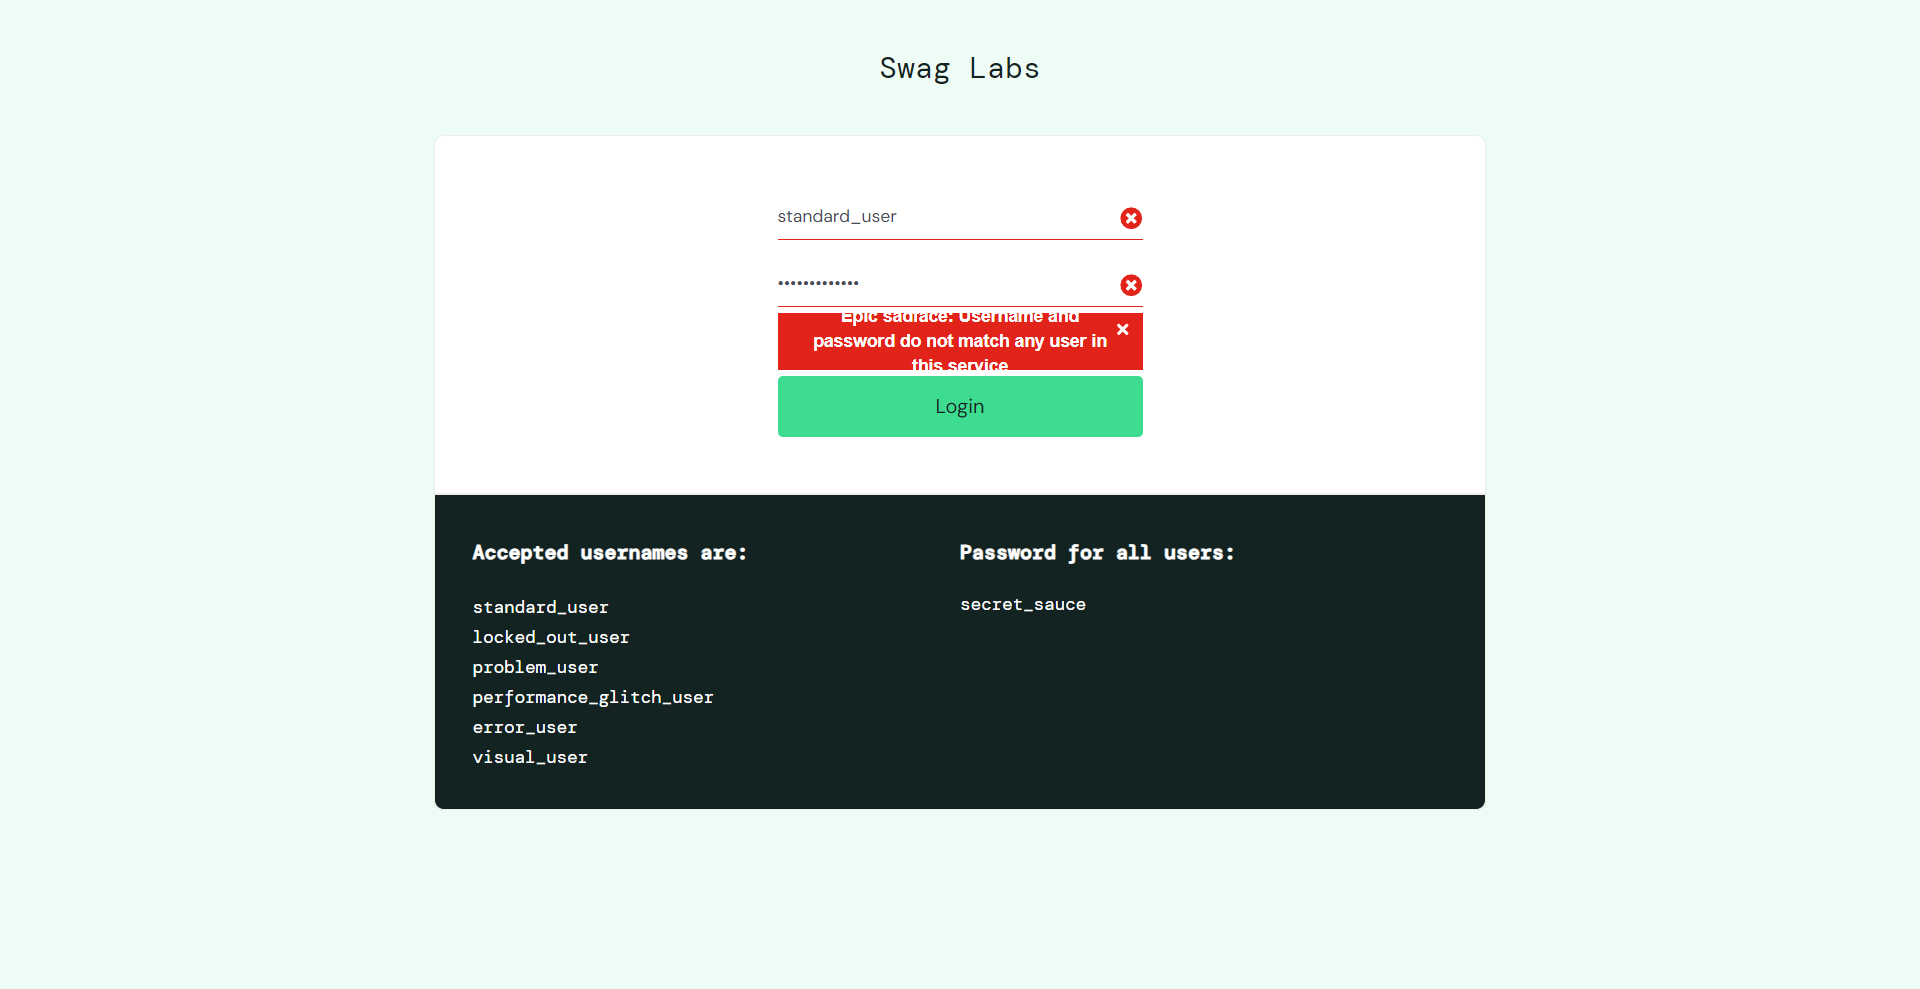 Swag Labs
standard_user
•••••••••••••
Epic sadface: Username and
password do not match any user in
this service
Login
Accepted usernames are:
standard_user
locked_out_user
problem_user
performance_glitch_user
error_user
visual_user
Password for all users:
secret_sauce